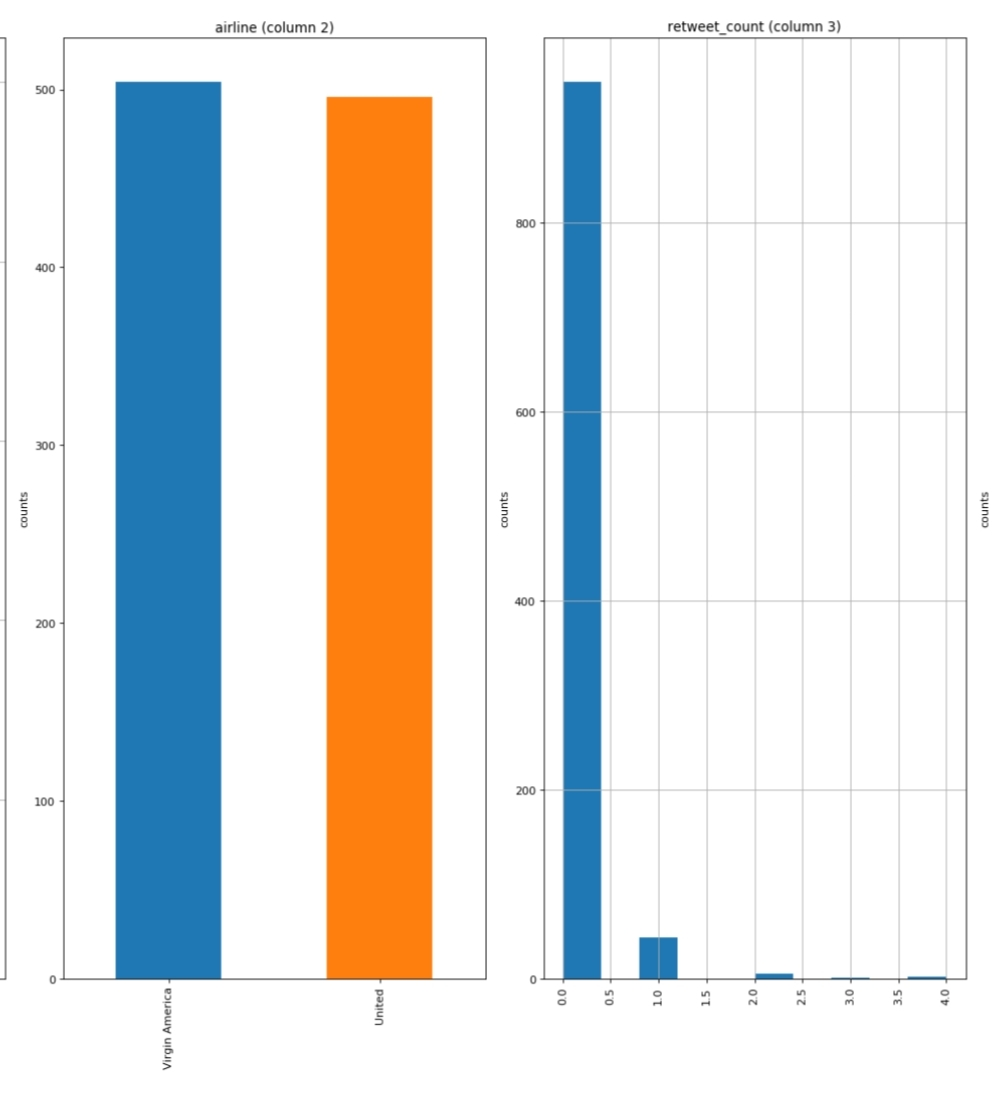 airline (column 2)
500
400
300
200
100
0
counts
Virgin America
United
retweet_count (column 3)
800
600
400
200
0
counts
0.0
0.5
1.0
1.5
2.0
2.5
3.0
3.5
4.0
counts